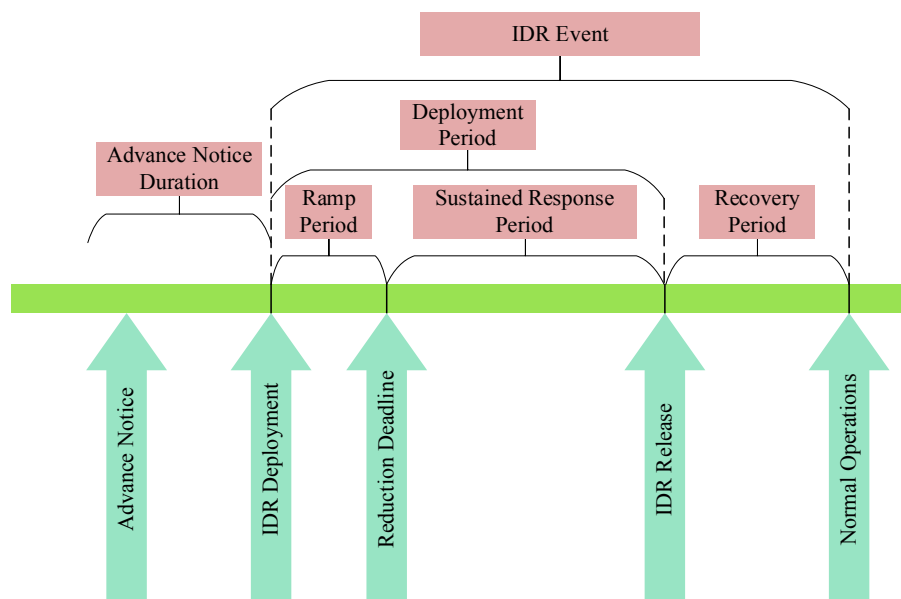 IDR Event
Deployment
Period
Advance Notice
Duration
Ramp
Period
Sustained Response
Period
Recovery
Period
Advance Notice
IDR Deployment
Reduction Deadline
IDR Release
Normal Operations